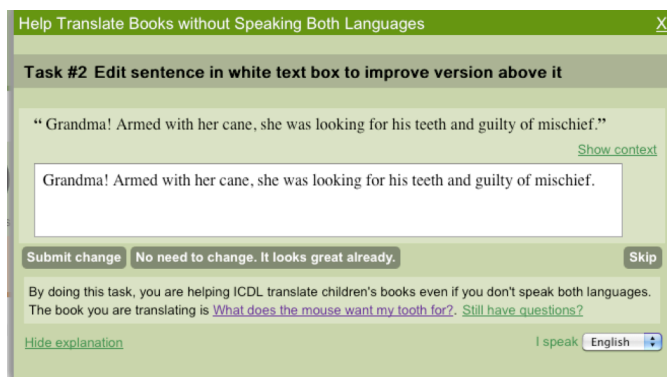 Help Translate Books without Speaking Both Languages X
Task #2 Edit sentence in white text box to improve version above it
“ Grandma! Armed with her cane, she was looking for his teeth and guilty of mischief.”
Show context
Grandma! Armed with her cane, she was looking for his teeth and guilty of mischief.
Submit change No need to change. It looks great already. Skip
By doing this task, you are helping ICDL translate children's books even if you don't speak both languages.
The book you are translating is What does the mouse want my tooth for?. Still have questions?
Hide explanation I speak English